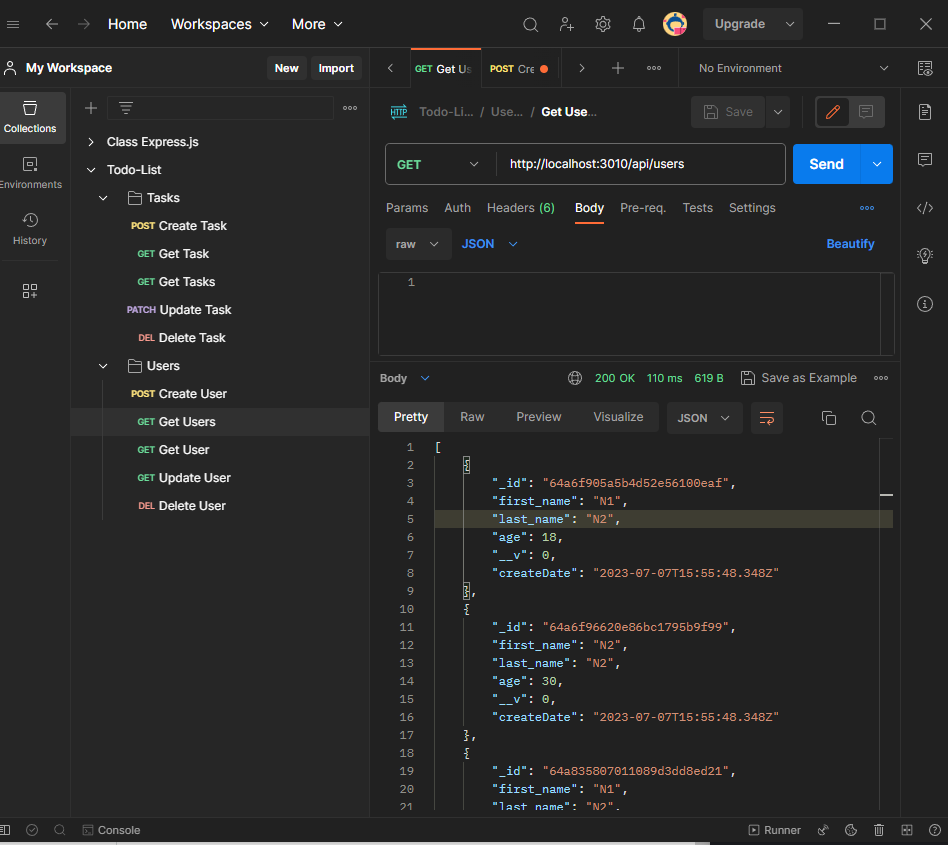 Home Workspaces More Upgrade
My Workspace New Import GET Get Us POST Cre No Environment
Collections
Environments
History
Class Express.js
Todo-List
Tasks
POST Create Task
GET Get Task
GET Get Tasks
PATCH Update Task
DEL Delete Task
Users
POST Create User
GET Get Users
GET Get User
GET Update User
DEL Delete User
HTTP Todo-Li... / Use... / Get Use... Save
GET http://localhost:3010/api/users Send
Params Auth Headers (6) Body Pre-req. Tests Settings
raw JSON Beautify
1
Body 200 OK 110 ms 619 B Save as Example
Pretty Raw Preview Visualize JSON
1 [
2 {
3 "_id": "64a6f905a5b4d52e56100eaf",
4 "first_name": "N1",
5 "last_name": "N2",
6 "age": 18,
7 "__v": 0,
8 "createDate": "2023-07-07T15:55:48.348Z"
9 },
10 {
11 "_id": "64a6f96620e86bc1795b9f99",
12 "first_name": "N2",
13 "last_name": "N2",
14 "age": 30,
15 "__v": 0,
16 "createDate": "2023-07-07T15:55:48.348Z"
17 },
18 {
19 "_id": "64a835807011089d3dd8ed21",
20 "first_name": "N1",
21 "last_name": "N2",
Console Runner